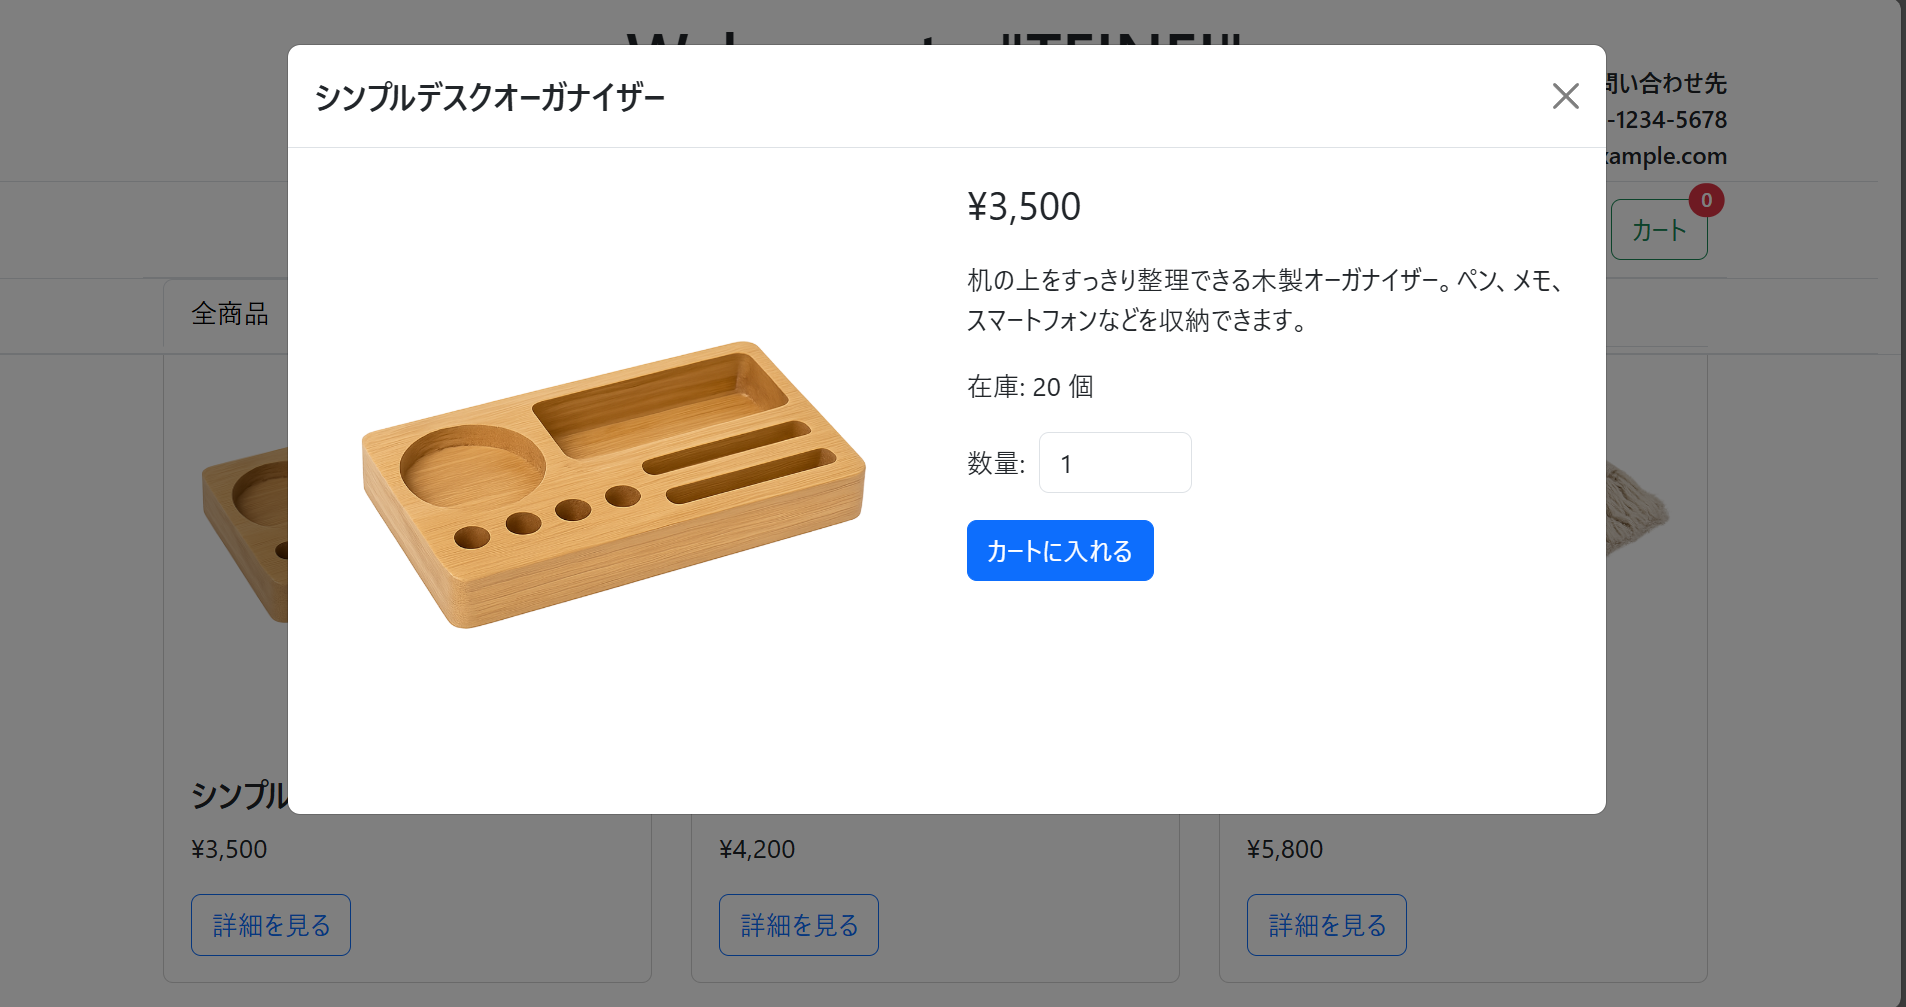 シンプルデスクオーガナイザー
問い合わせ先
-1234-5678
ample.com
0
カート
全商品
¥3,500
机の上をすっきり整理できる木製オーガナイザー。ペン、メモ、
スマートフォンなどを収納できます。
在庫: 20 個
数量: 1
カートに入れる
シンプル
¥3,500
¥4,200
¥5,800
詳細を見る
詳細を見る
詳細を見る